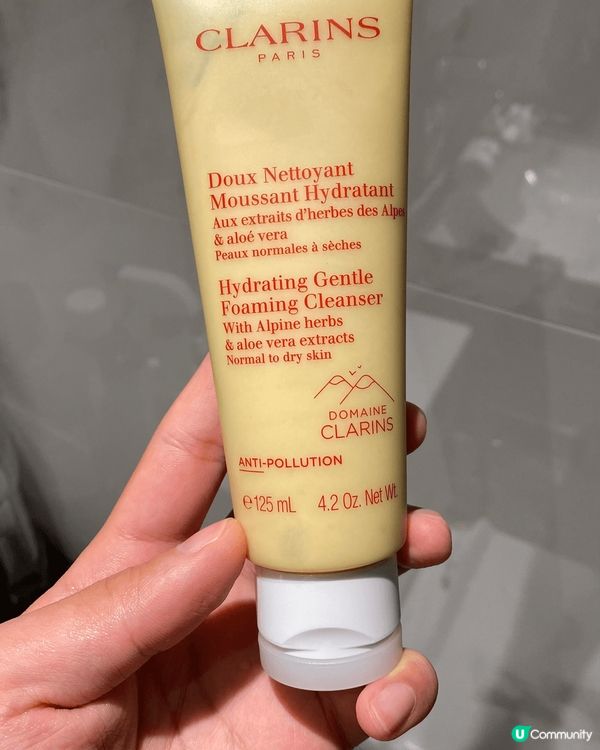 CLARINS
PARIS
Doux Nettoyant
Moussant Hydratant
Aux extraits d'herbes des Alpes
& aloé vera
Peaux normales à sèches
Hydrating Gentle
Foaming Cleanser
With Alpine herbs
& aloe vera extracts
Normal to dry skin
DOMAINE
CLARINS
ANTI-POLLUTION
℮125 mL 4.2 Oz. Net Wt.
U Community